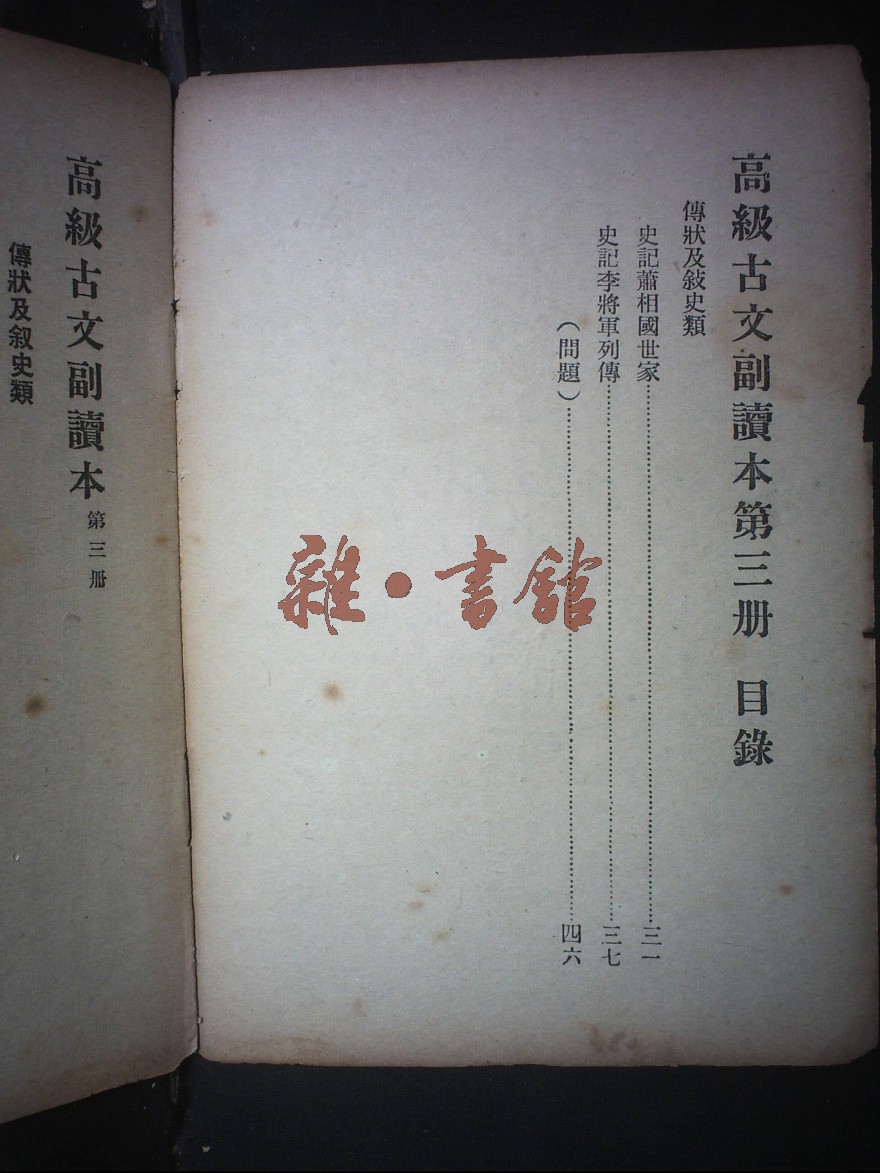 高級古文副讀本第三册 目錄
傳狀及敍史類
史記蕭相國世家……三一
史記李將軍列傳……三七
（問題）……四六
雜·書館
高級古文副讀本 第三册
傳狀及叙史類